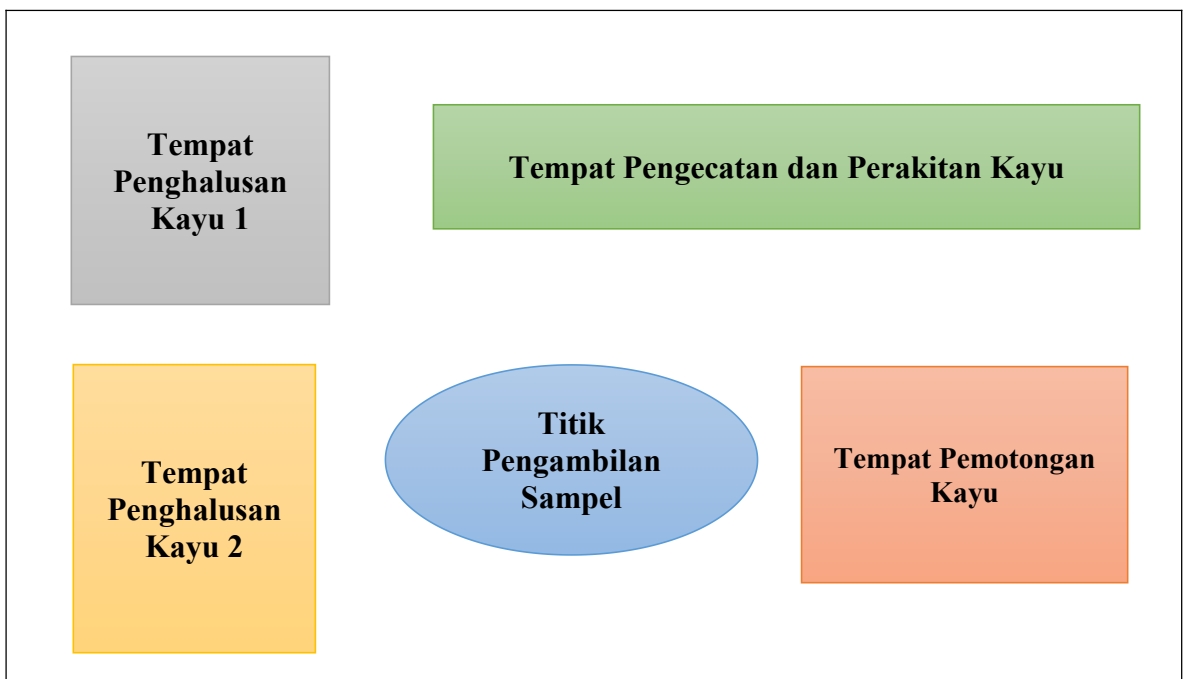 Tempat
Penghalusan
Kayu 1
Tempat Pengecatan dan Perakitan Kayu
Tempat
Penghalusan
Kayu 2
Titik
Pengambilan
Sampel
Tempat Pemotongan
Kayu